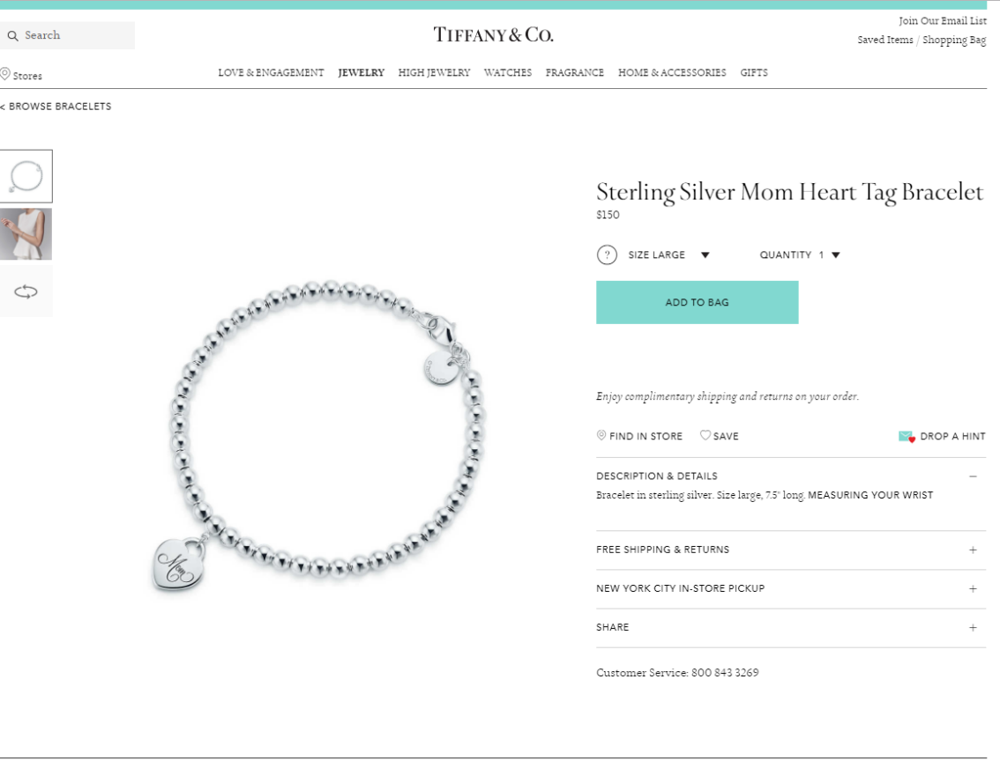 Join Our Email List
Search
TIFFANY & CO.
Saved Items / Shopping Bag
Stores
LOVE & ENGAGEMENT JEWELRY HIGH JEWELRY WATCHES FRAGRANCE HOME & ACCESSORIES GIFTS
< BROWSE BRACELETS
Sterling Silver Mom Heart Tag Bracelet
$150
? SIZE LARGE QUANTITY 1
ADD TO BAG
Enjoy complimentary shipping and returns on your order.
FIND IN STORE SAVE DROP A HINT
DESCRIPTION & DETAILS −
Bracelet in sterling silver. Size large, 7.5" long. MEASURING YOUR WRIST
FREE SHIPPING & RETURNS +
NEW YORK CITY IN-STORE PICKUP +
SHARE +
Customer Service: 800 843 3269
Mom